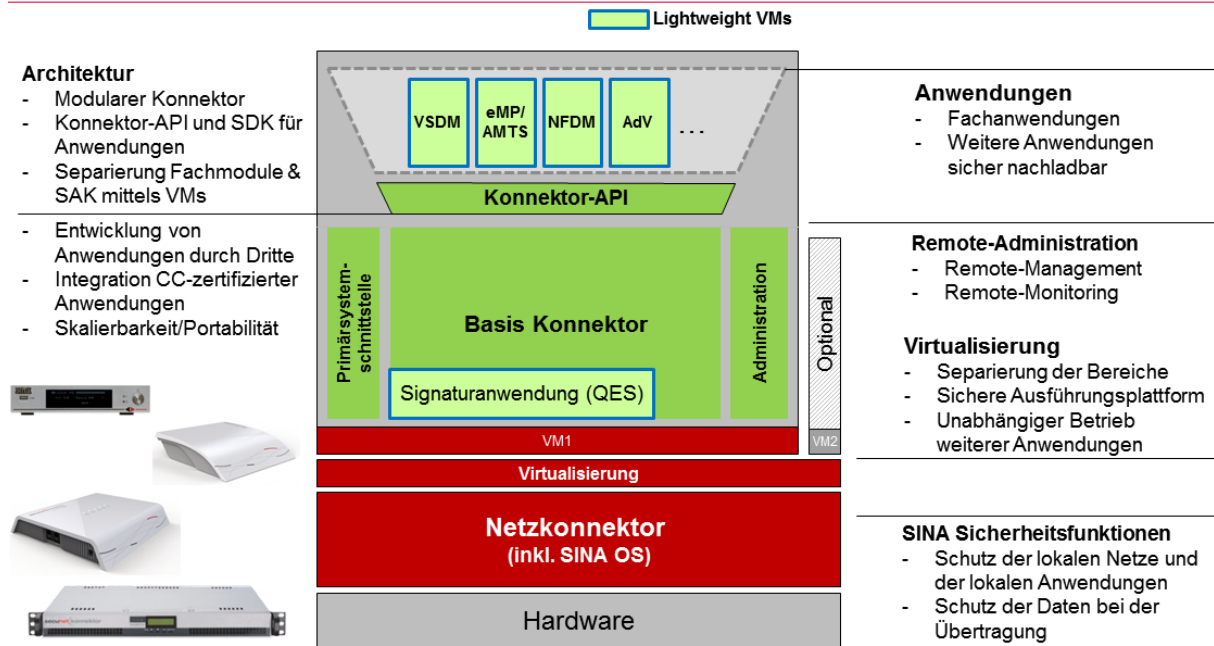 Lightweight VMs
Architektur
- Modularer Konnektor
- Konnektor-API und SDK für
Anwendungen
- Separierung Fachmodule &
SAK mittels VMs
- Entwicklung von
Anwendungen durch Dritte
- Integration CC-zertifizierter
Anwendungen
- Skalierbarkeit/Portabilität
VSDM
eMP/
AMTS
NFDM
AdV
...
Konnektor-API
Primärsystem-
schnittstelle
Basis Konnektor
Signaturanwendung (QES)
Administration
Optional
VM1
VM2
Virtualisierung
Netzkonnektor
(inkl. SINA OS)
Hardware
Anwendungen
- Fachanwendungen
- Weitere Anwendungen
sicher nachladbar
Remote-Administration
- Remote-Management
- Remote-Monitoring
Virtualisierung
- Separierung der Bereiche
- Sichere Ausführungsplattform
- Unabhängiger Betrieb
weiterer Anwendungen
SINA Sicherheitsfunktionen
- Schutz der lokalen Netze und
der lokalen Anwendungen
- Schutz der Daten bei der
Übertragung